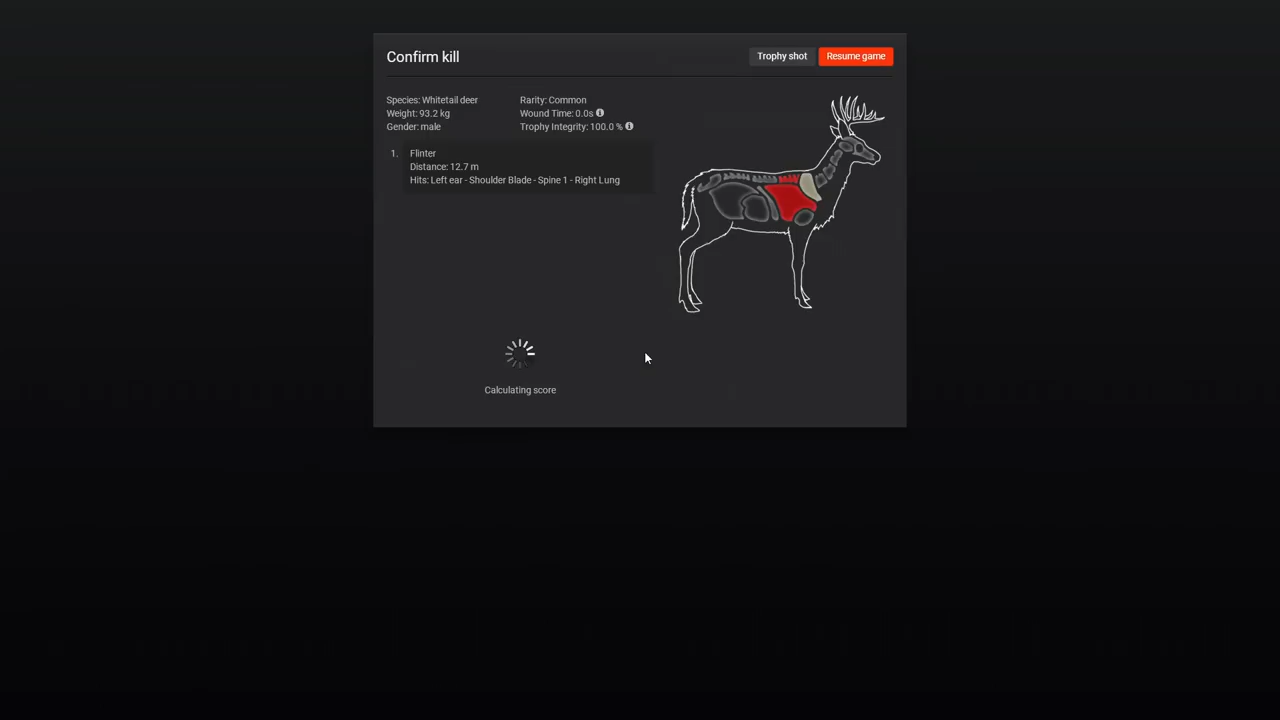 Confirm kill
Trophy shot
Resume game
Species: Whitetail deer
Weight: 93.2 kg
Gender: male
Rarity: Common
Wound Time: 0.0s
Trophy Integrity: 100.0 %
1.
Flinter
Distance: 12.7 m
Hits: Left ear - Shoulder Blade - Spine 1 - Right Lung
Calculating score